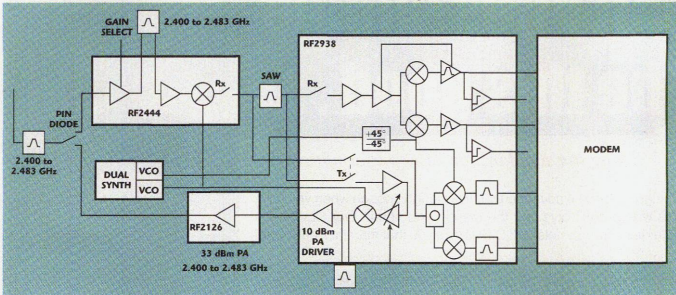 GAIN
SELECT
2.400 to 2.483 GHz
RF2938
RF2444
Rx
SAW
Rx
PIN
DIODE
+45°
−45°
MODEM
2.400 to
2.483 GHz
DUAL
SYNTH
VCO
VCO
Tx
RF2126
10 dBm
PA
DRIVER
33 dBm PA
2.400 to 2.483 GHz